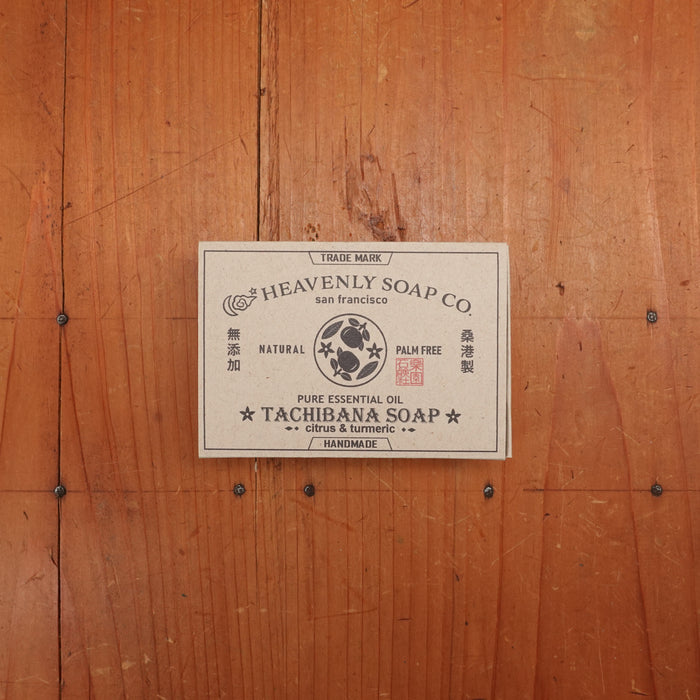 TRADE MARK
HEAVENLY SOAP CO.
san francisco
無添加
NATURAL
PALM FREE
桑港製
PURE ESSENTIAL OIL
TACHIBANA SOAP
citrus & turmeric
HANDMADE